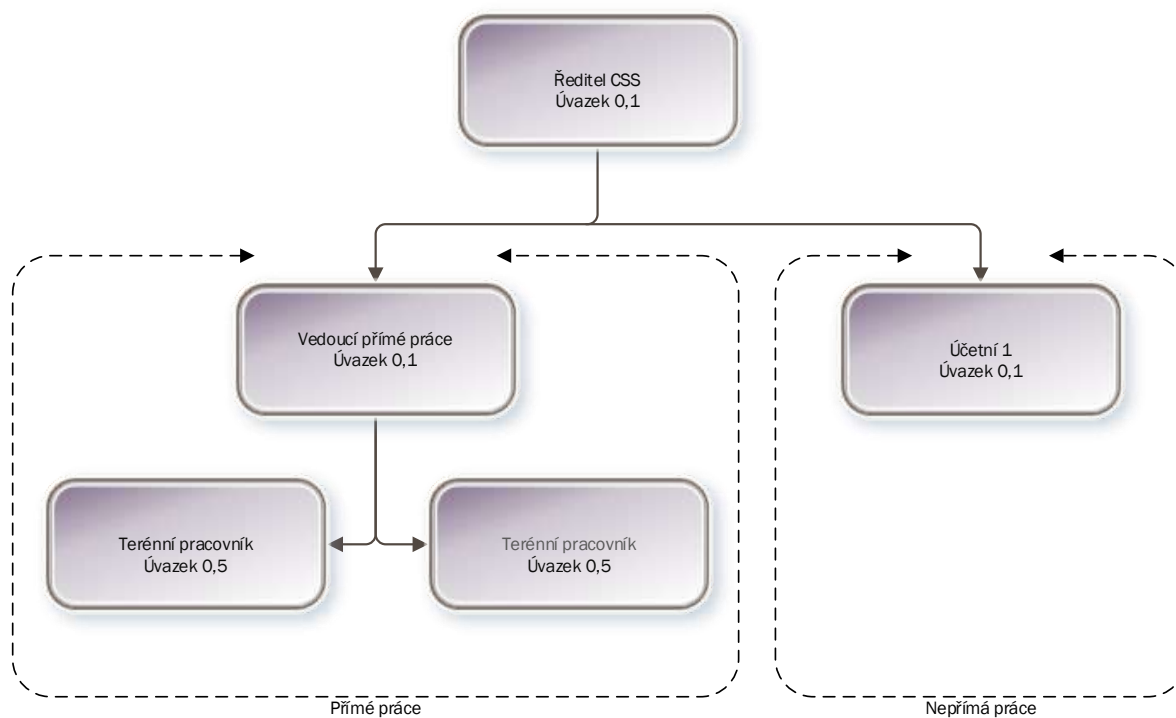 Ředitel CSS
Úvazek 0,1
Vedoucí přímé práce
Úvazek 0,1
Účetní 1
Úvazek 0,1
Terénní pracovník
Úvazek 0,5
Terénní pracovník
Úvazek 0,5
Přímé práce
Nepřímá práce